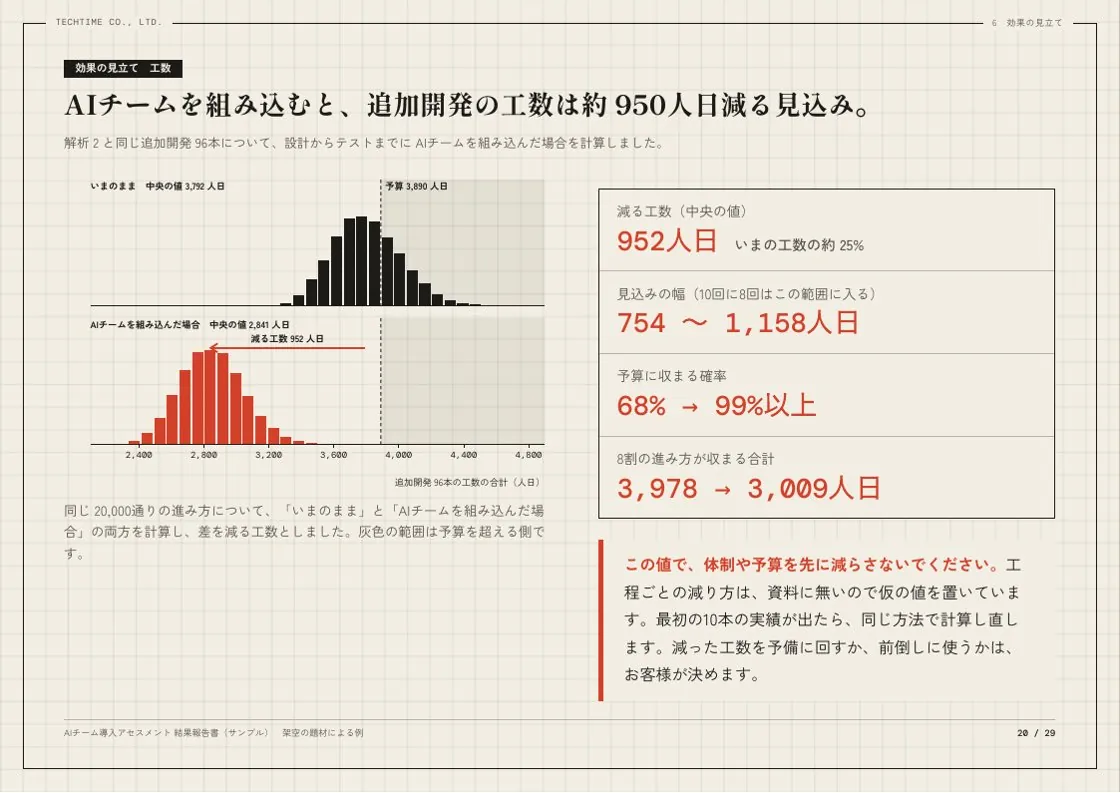 TECHTIME CO., LTD.
6 効果の見立て
効果の見立て 工数
AIチームを組み込むと、追加開発の工数は約 950人日減る見込み。
解析 2 と同じ追加開発 96本について、設計からテストまでに AIチームを組み込んだ場合を計算しました。
いまのまま 中央の値 3,792 人日
予算 3,890 人日
AIチームを組み込んだ場合 中央の値 2,841 人日
減る工数 952 人日
2,400 2,800 3,200 3,600 4,000 4,400 4,800
追加開発 96本の工数の合計（人日）
同じ 20,000通りの進み方について、「いまのまま」と「AIチームを組み込んだ場
合」の両方を計算し、差を減る工数としました。灰色の範囲は予算を超える側で
す。
減る工数（中央の値）
952人日 いまの工数の約 25%
見込みの幅（10回に8回はこの範囲に入る）
754 〜 1,158人日
予算に収まる確率
68% → 99%以上
8割の進み方が収まる合計
3,978 → 3,009人日
この値で、体制や予算を先に減らさないでください。工
程ごとの減り方は、資料に無いので仮の値を置いていま
す。最初の10本の実績が出たら、同じ方法で計算し直し
ます。減った工数を予備に回すか、前倒しに使うかは、
お客様が決めます。
AIチーム導入アセスメント 結果報告書（サンプル） 架空の題材による例
20 / 29